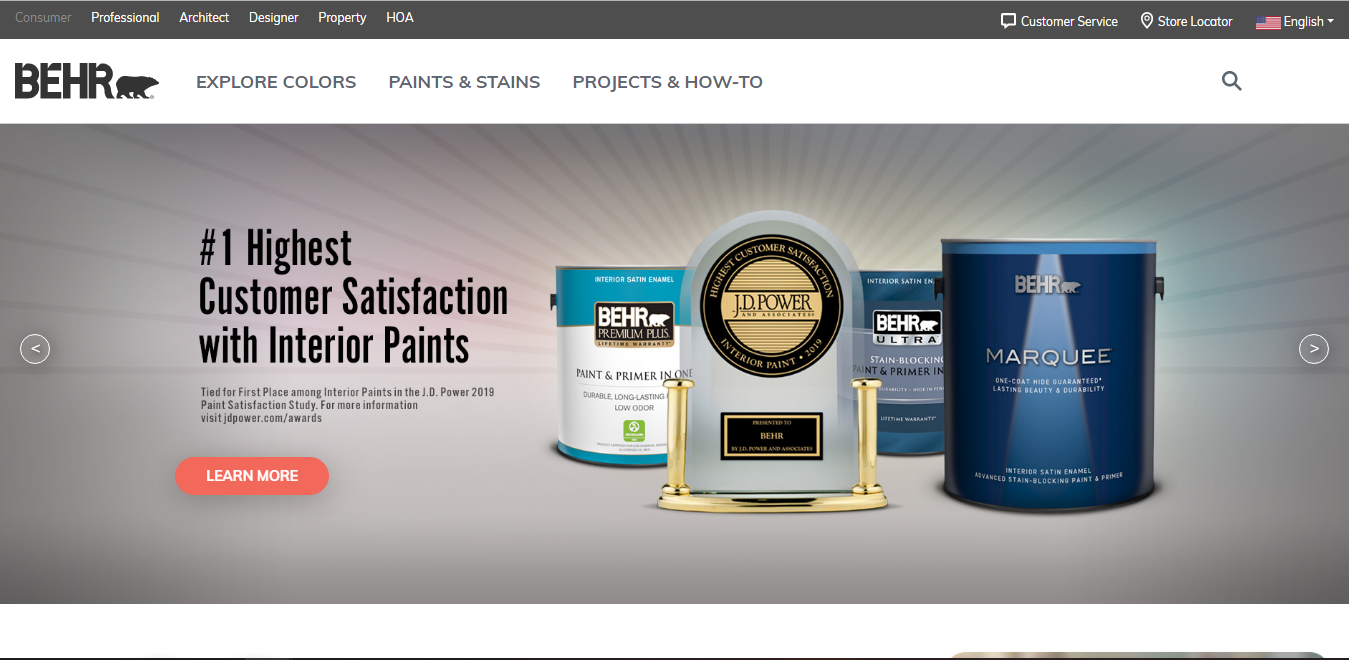 Consumer Professional Architect Designer Property HOA
Customer Service Store Locator English
BEHR EXPLORE COLORS PAINTS & STAINS PROJECTS & HOW-TO
#1 Highest
Customer Satisfaction
with Interior Paints
Tied for First Place among Interior Paints in the J.D. Power 2019
Paint Satisfaction Study. For more information
visit jdpower.com/awards
LEARN MORE
<
INTERIOR SATIN ENAMEL
BEHR
PREMIUM PLUS
LIFETIME WARRANTY
PAINT & PRIMER IN ONE
DURABLE, LONG-LASTING
LOW ODOR
HIGHEST CUSTOMER SATISFACTION
J.D. POWER
AND ASSOCIATES
INTERIOR PAINT • 2019
PRESENTED TO
BEHR
BY J.D. POWER AND ASSOCIATES
INTERIOR SATIN EN
BEHR
ULTRA
STAIN-BLOCKING
PAINT & PRIMER IN
LIFETIME WARRANTY
BEHR
MARQUEE
ONE-COAT HIDE GUARANTEED*
LASTING BEAUTY & DURABILITY
INTERIOR SATIN ENAMEL
ADVANCED STAIN-BLOCKING PAINT & PRIMER
>